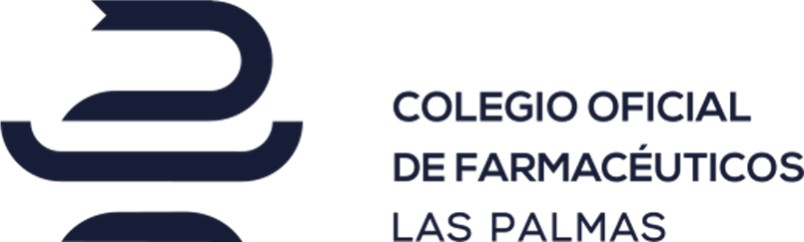 COLEGIO OFICIAL
DE FARMACÉUTICOS
LAS PALMAS